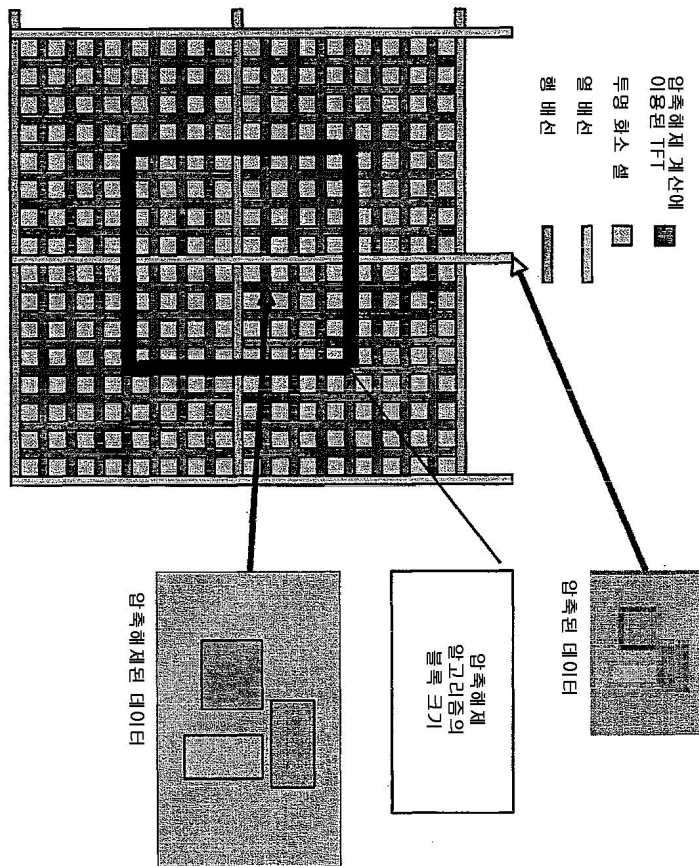 압축해제 계산에
이용된 TFT
투명 화소 셀
열 배선
행 배선
압축된 데이터
압축해제
알고리즘의
블록 크기
압축해제된 데이터